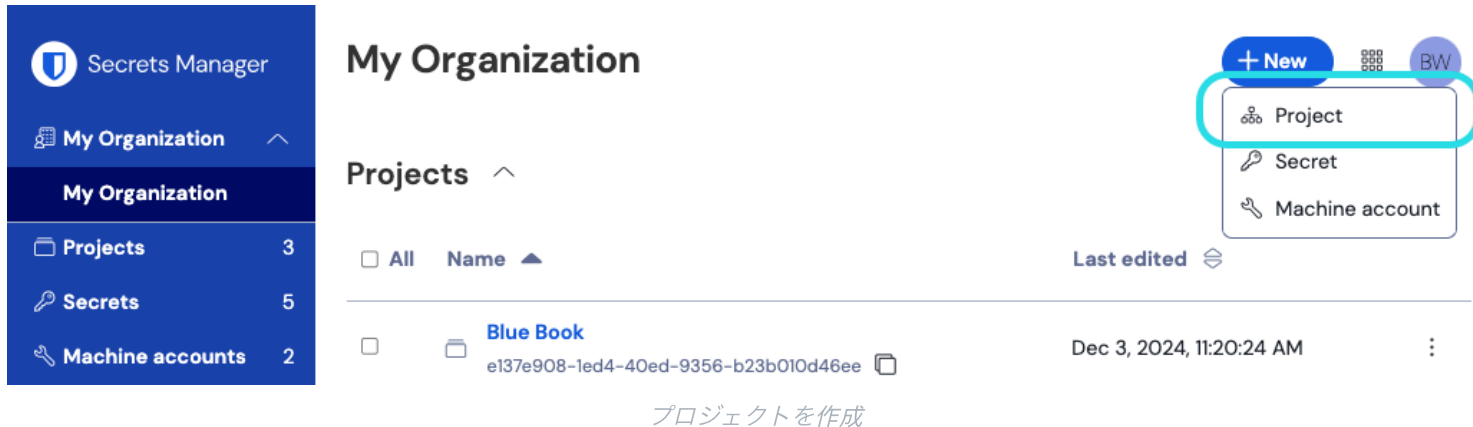 Secrets Manager
My Organization
My Organization
Projects 3
Secrets 5
Machine accounts 2
My Organization
New
BW
Project
Secret
Machine account
Projects
All Name Last edited
Blue Book
e137e908-1ed4-40ed-9356-b23b010d46ee
Dec 3, 2024, 11:20:24 AM
プロジェクトを作成